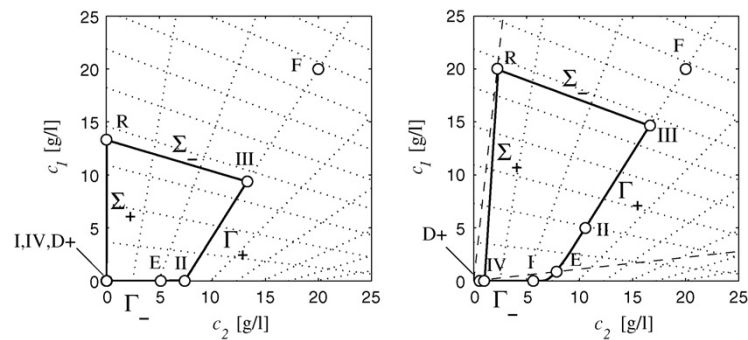 25
20
15
10
5
0
c₁ [g/l]
F
R
Σ₋
III
Σ₊
Γ₊
I,IV,D+
E
II
Γ₋
0
5
10
15
20
25
c₂ [g/l]
25
20
15
10
5
0
c₁ [g/l]
R
F
Σ₋
III
Σ₊
Γ₊
II
D+
IV
I
E
Γ₋
0
5
10
15
20
25
c₂ [g/l]